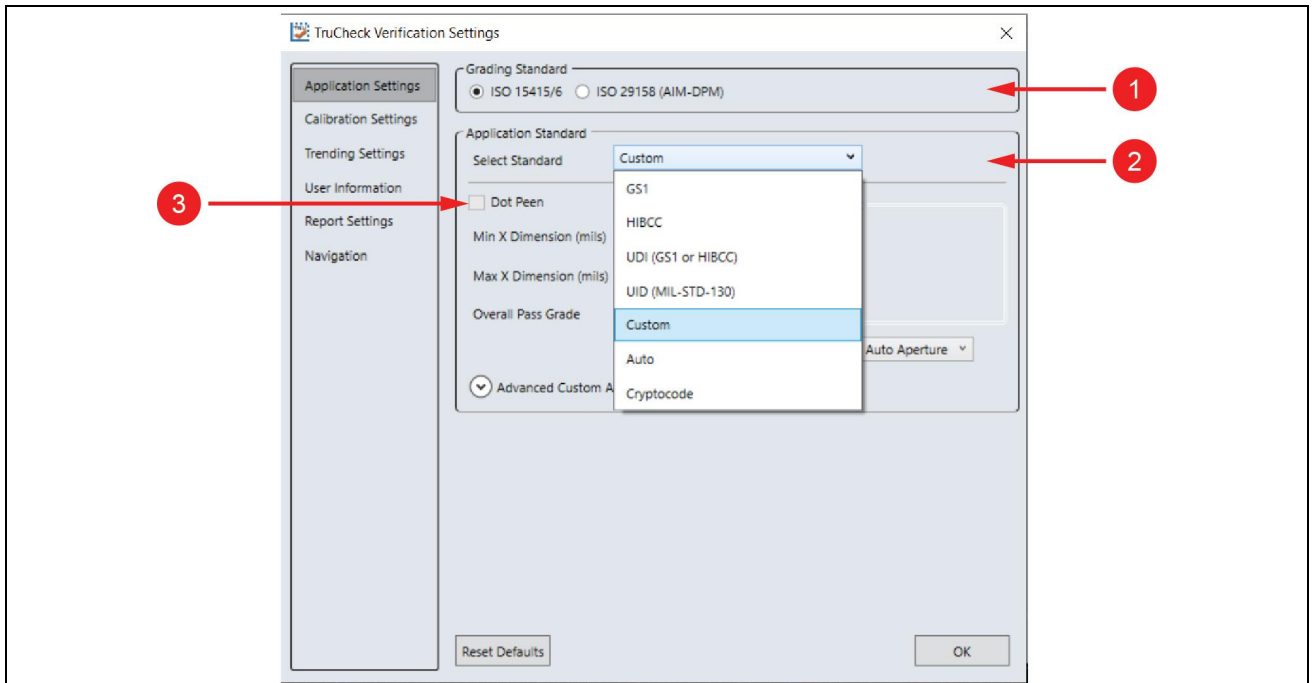 TruCheck Verification Settings
Application Settings
Calibration Settings
Trending Settings
User Information
Report Settings
Navigation
Grading Standard
ISO 15415/6 ISO 29158 (AIM-DPM)
1
Application Standard
Select Standard Custom
2
GS1
HIBCC
UDI (GS1 or HIBCC)
UID (MIL-STD-130)
Custom
Auto
Cryptocode
3
Dot Peen
Min X Dimension (mils)
Max X Dimension (mils)
Overall Pass Grade
Auto Aperture
Advanced Custom A
Reset Defaults
OK